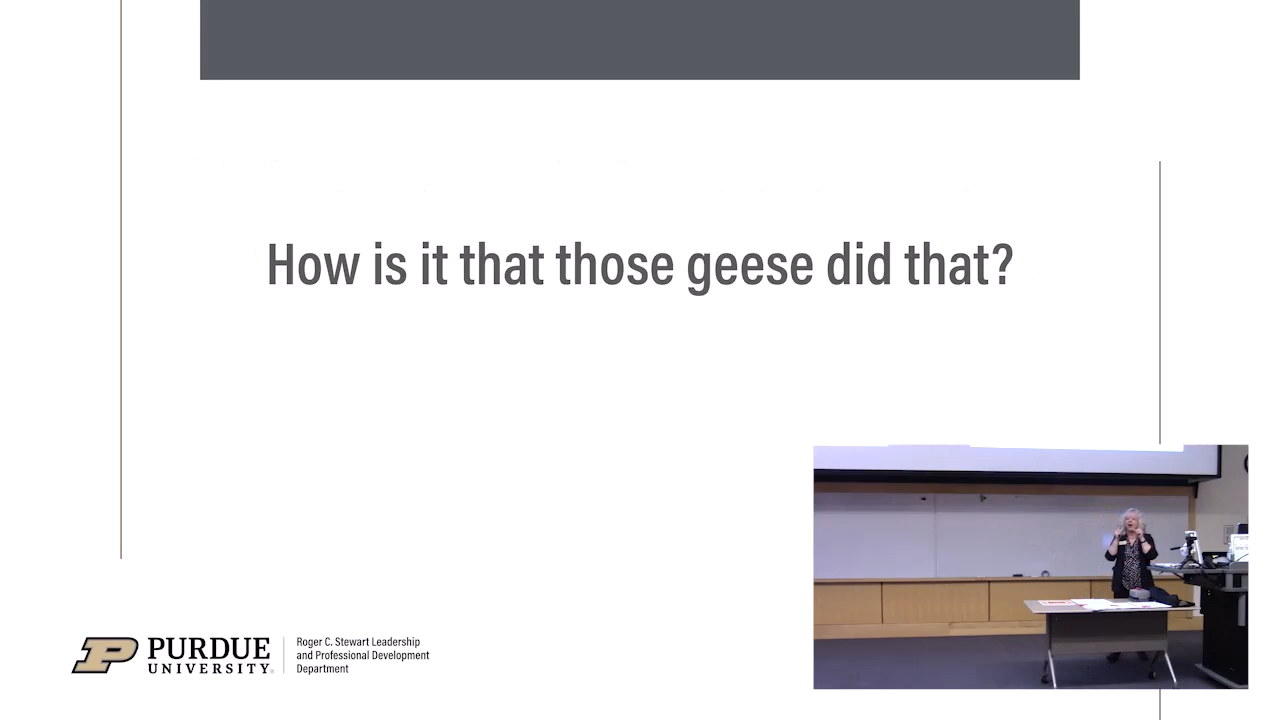 How is it that those geese did that?
PURDUE
UNIVERSITY®
Roger C. Stewart Leadership
and Professional Development
Department